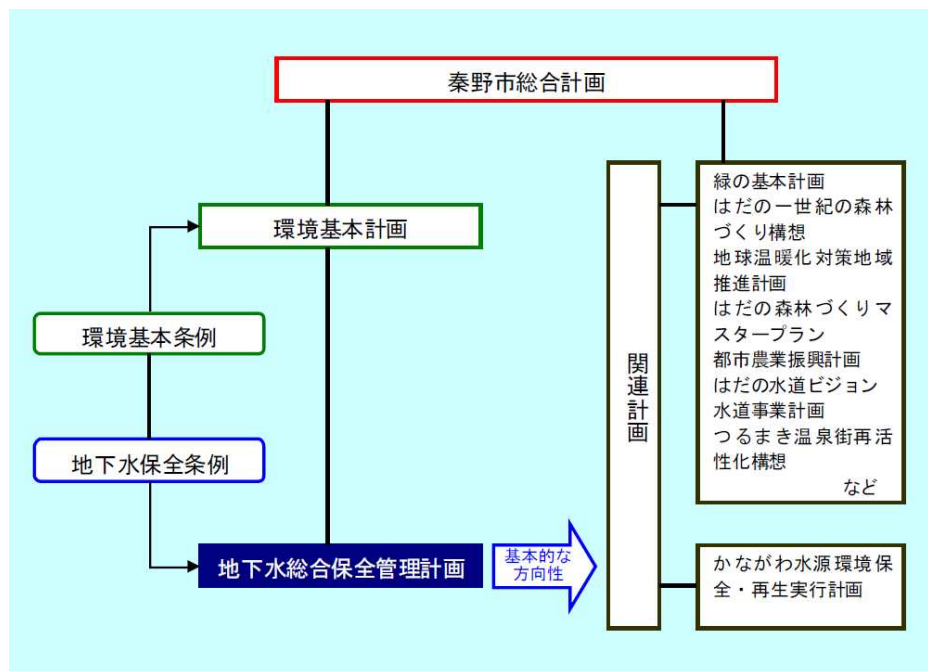 秦野市総合計画
環境基本計画
環境基本条例
地下水保全条例
地下水総合保全管理計画
基本的な
方向性
関連計画
緑の基本計画
はだの一世紀の森林
づくり構想
地球温暖化対策地域
推進計画
はだの森林づくりマ
スタープラン
都市農業振興計画
はだの水道ビジョン
水道事業計画
つるまき温泉街再活
性化構想
など
かながわ水源環境保
全・再生実行計画